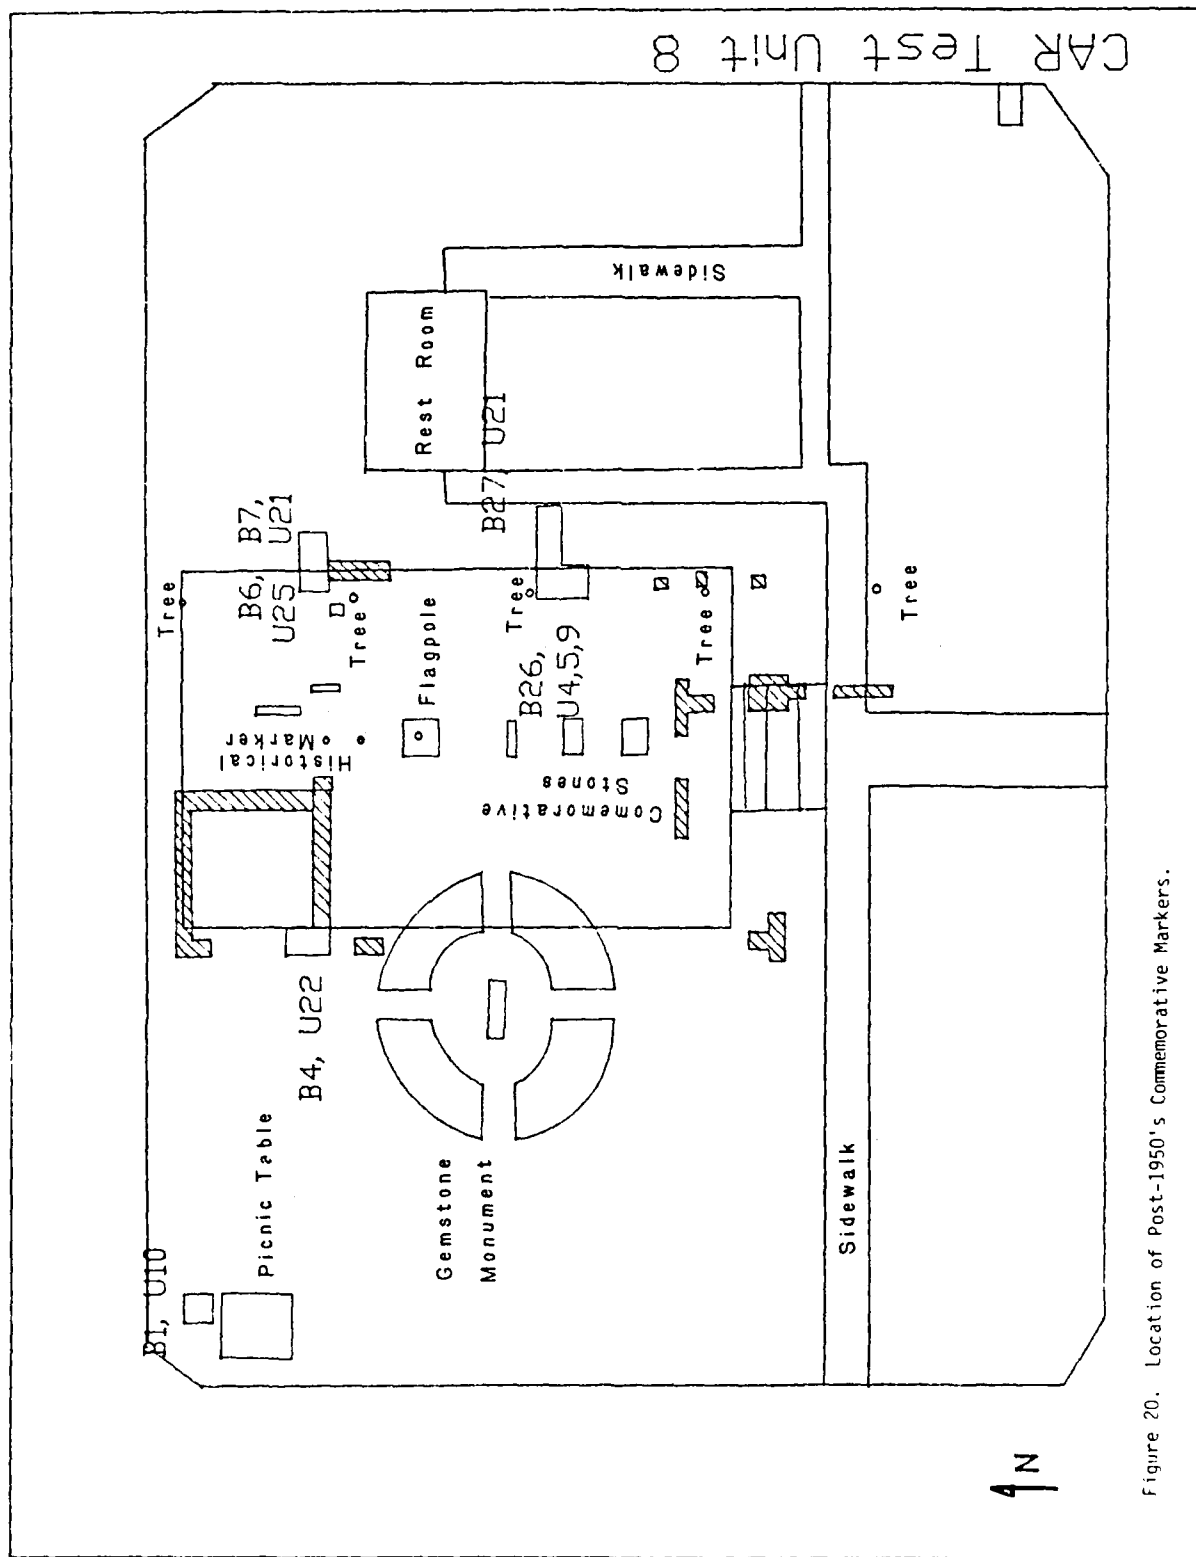 CAR Test Unit 8
B1, U10
Picnic Table
Gemstone
Monument
B4, U22
Historical
Marker
Tree
B6, B7,
U25 U21
Tree
Flagpole
Rest Room
B27, U21
Sidewalk
Tree
B26,
U4,5,9
Comemorative
Stones
Tree
Tree
Sidewalk
N
Figure 20. Location of Post-1950's Commemorative Markers.